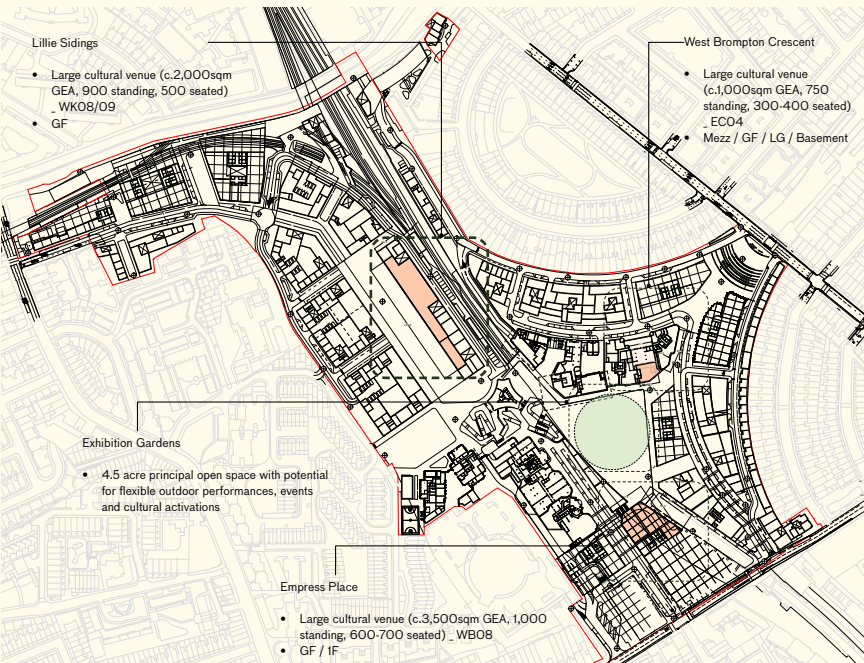 Lillie Sidings
• Large cultural venue (c.2,000sqm
GEA, 900 standing, 500 seated)
_ WK08/09
• GF
West Brompton Crescent
• Large cultural venue
(c.1,000sqm GEA, 750
standing, 300-400 seated)
_ EC04
• Mezz / GF / LG / Basement
Exhibition Gardens
• 4.5 acre principal open space with potential
for flexible outdoor performances, events
and cultural activations
Empress Place
• Large cultural venue (c.3,500sqm GEA, 1,000
standing, 600-700 seated) _ WB08
• GF / 1F